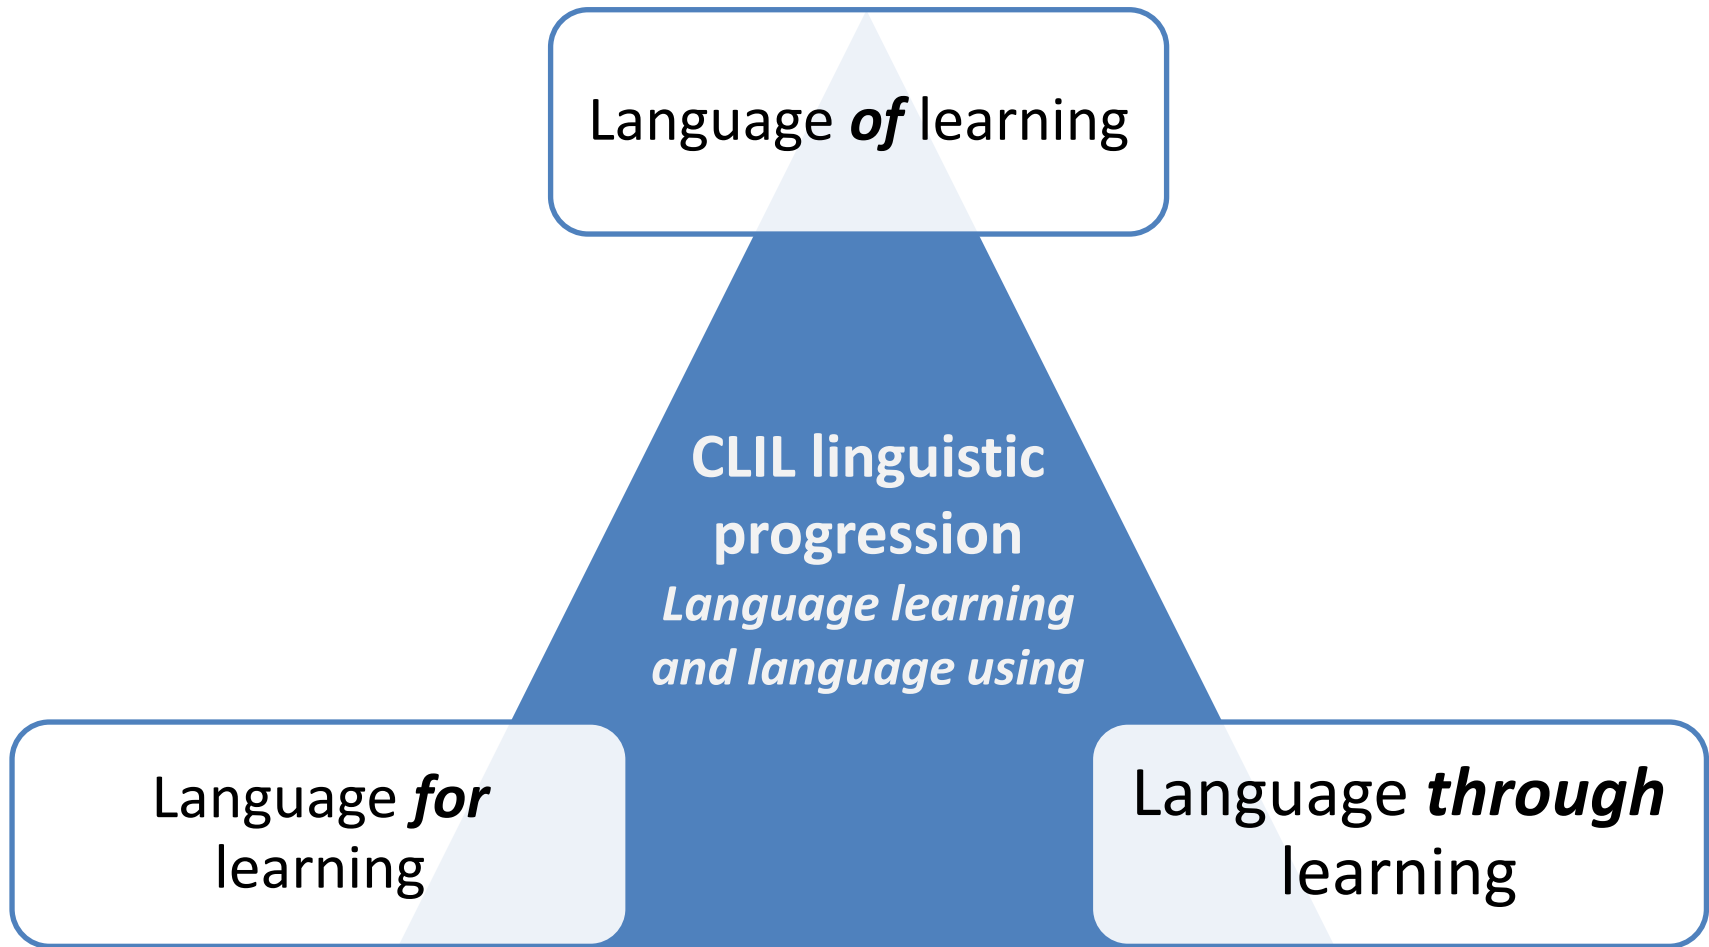 Language of learning
CLIL linguistic
progression
Language learning
and language using
Language for
learning
Language through
learning